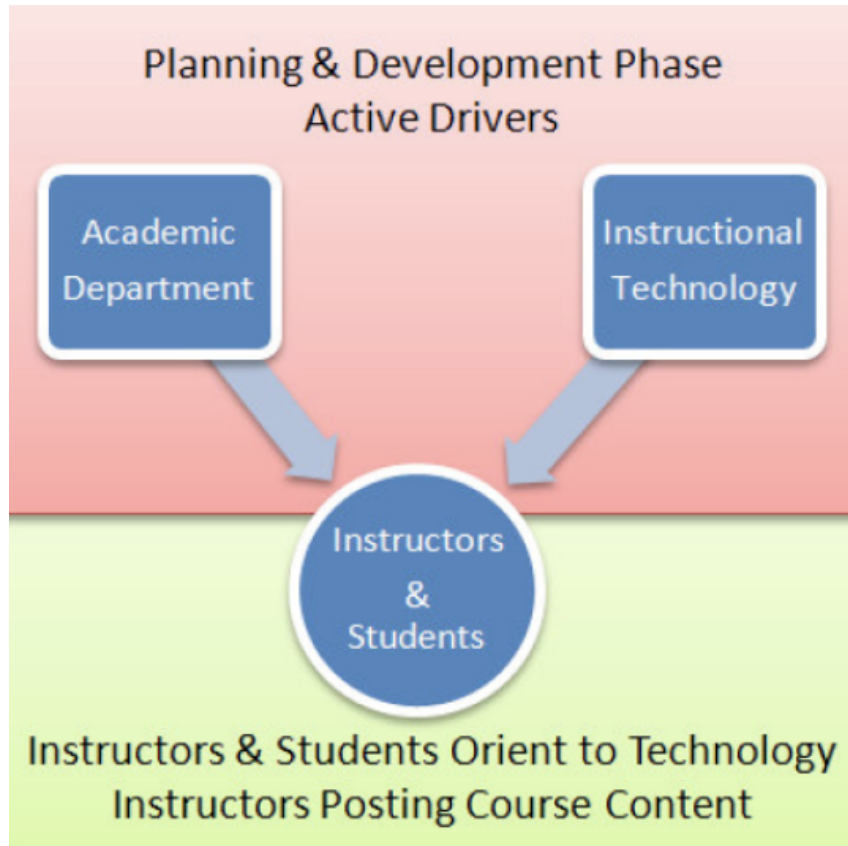 Planning & Development Phase
Active Drivers
Academic
Department
Instructional
Technology
Instructors
&
Students
Instructors & Students Orient to Technology
Instructors Posting Course Content